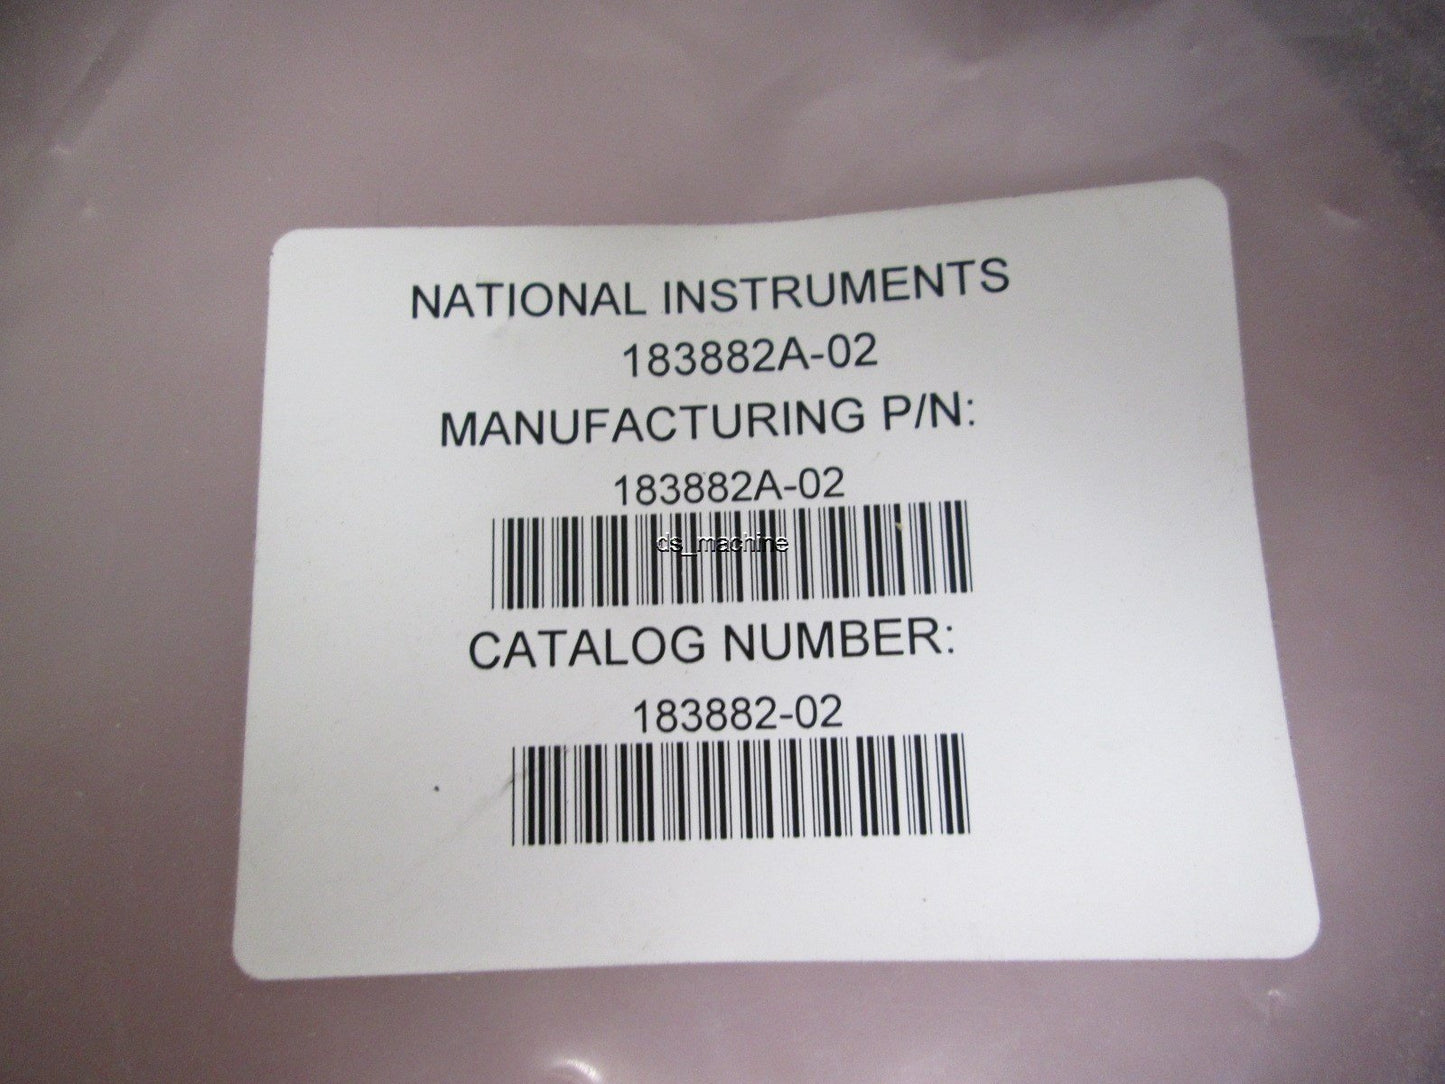 NATIONAL INSTRUMENTS
183882A-02
MANUFACTURING P/N:
183882A-02
ds_machine
CATALOG NUMBER:
183882-02